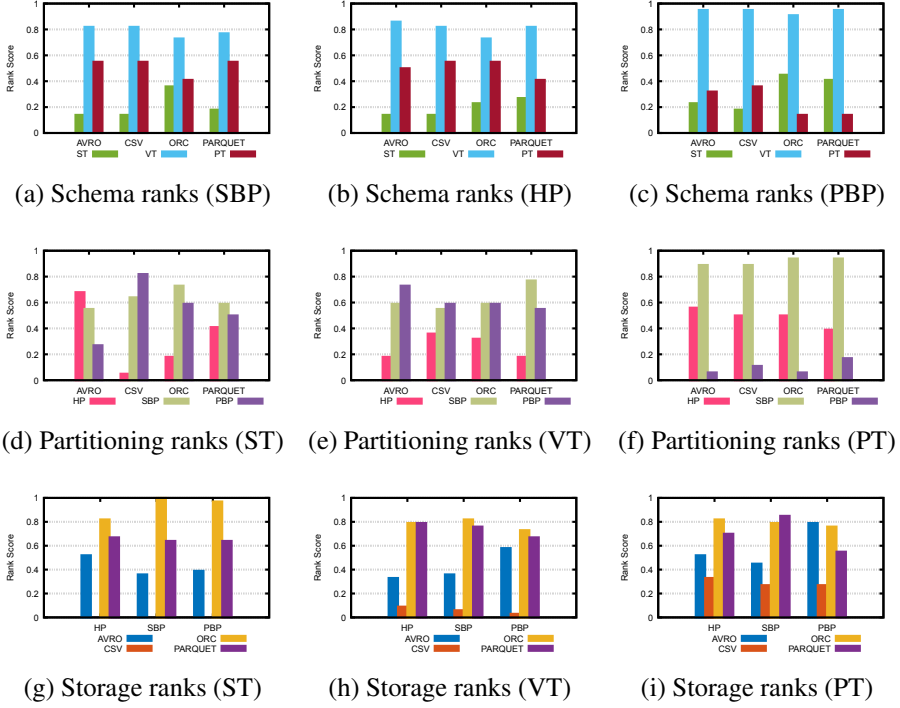 1
0.8
0.6
0.4
0.2
0
Rank Score
AVRO CSV ORC PARQUET
ST VT PT
(a) Schema ranks (SBP)
1
0.8
0.6
0.4
0.2
0
Rank Score
AVRO CSV ORC PARQUET
ST VT PT
(b) Schema ranks (HP)
1
0.8
0.6
0.4
0.2
0
Rank Score
AVRO CSV ORC PARQUET
ST VT PT
(c) Schema ranks (PBP)
1
0.8
0.6
0.4
0.2
0
Rank Score
AVRO CSV ORC PARQUET
HP SBP PBP
(d) Partitioning ranks (ST)
1
0.8
0.6
0.4
0.2
0
Rank Score
AVRO CSV ORC PARQUET
HP SBP PBP
(e) Partitioning ranks (VT)
1
0.8
0.6
0.4
0.2
0
Rank Score
AVRO CSV ORC PARQUET
HP SBP PBP
(f) Partitioning ranks (PT)
1
0.8
0.6
0.4
0.2
0
Rank Score
HP SBP PBP
AVRO ORC
CSV PARQUET
(g) Storage ranks (ST)
1
0.8
0.6
0.4
0.2
0
Rank Score
HP SBP PBP
AVRO ORC
CSV PARQUET
(h) Storage ranks (VT)
1
0.8
0.6
0.4
0.2
0
Rank Score
HP SBP PBP
AVRO ORC
CSV PARQUET
(i) Storage ranks (PT)